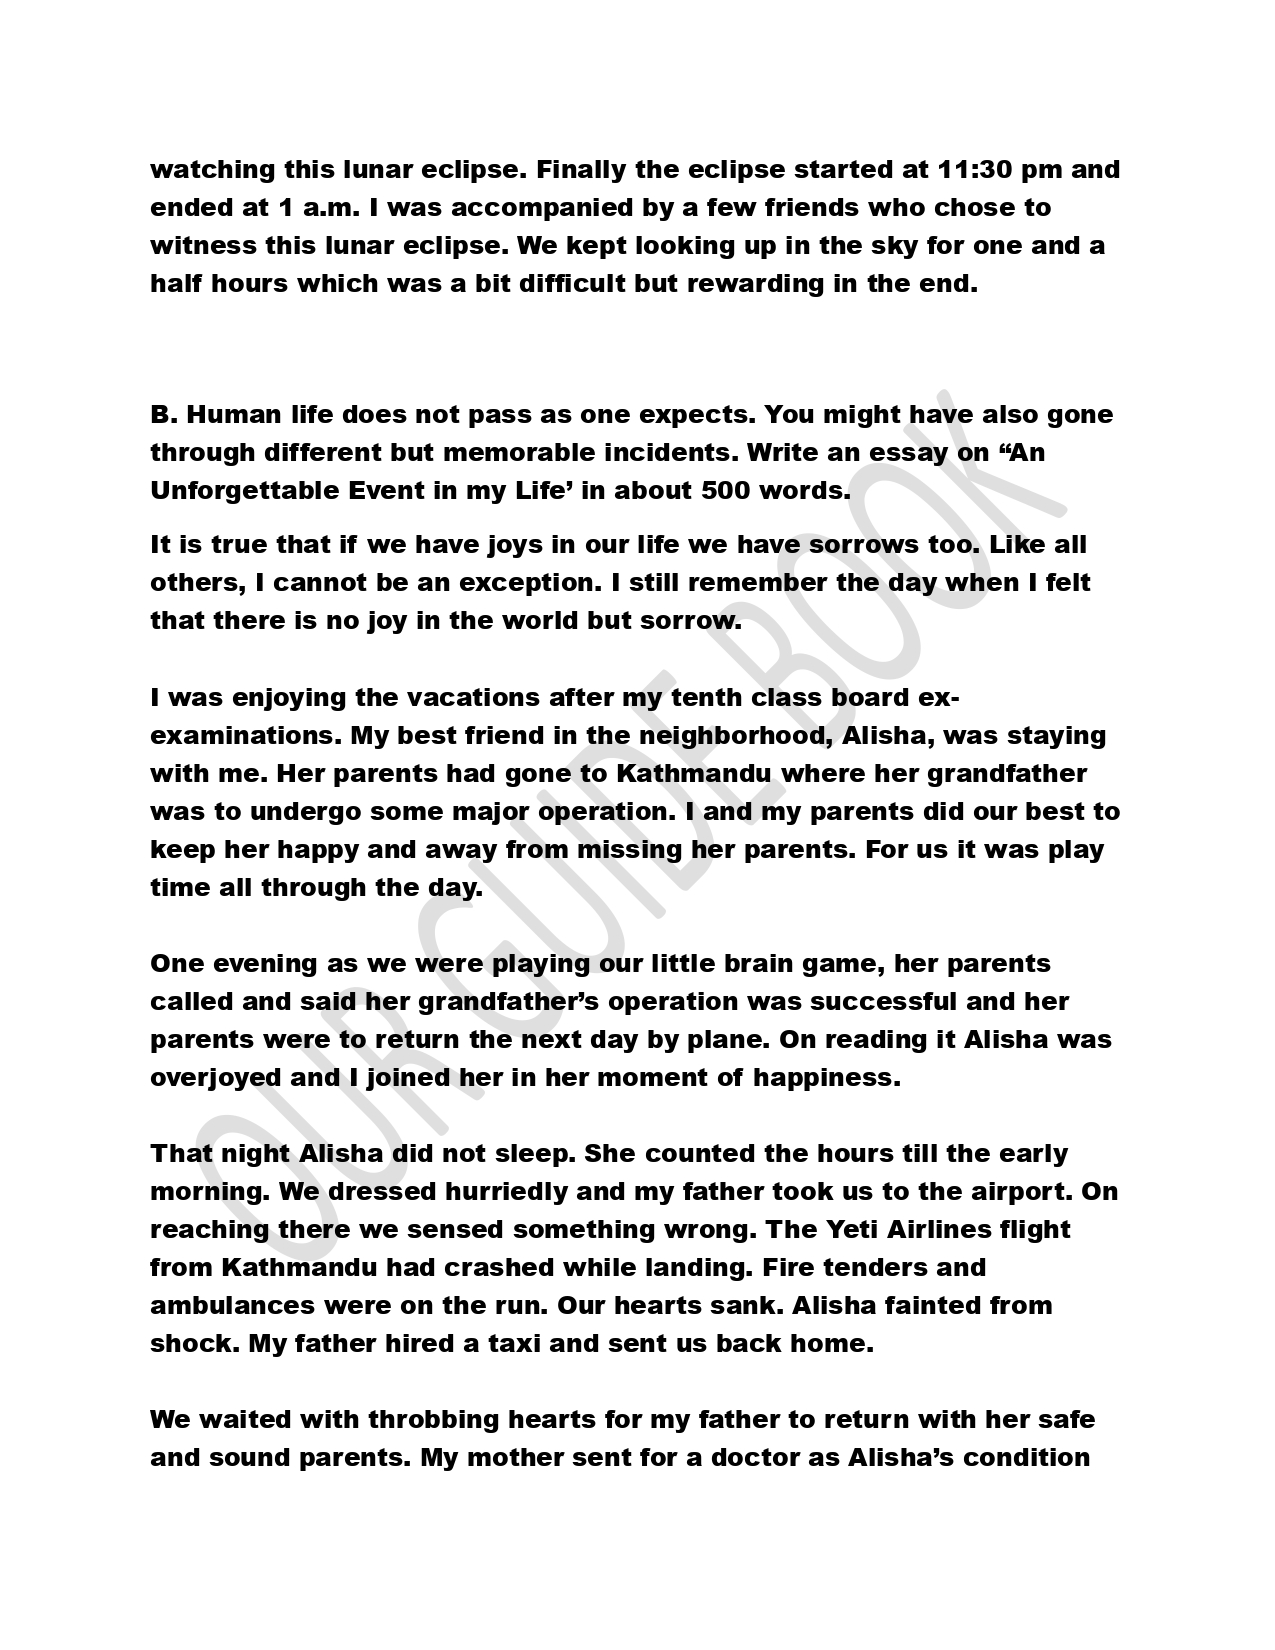 watching this lunar eclipse. Finally the eclipse started at 11:30 pm and
ended at 1 a.m. I was accompanied by a few friends who chose to
witness this lunar eclipse. We kept looking up in the sky for one and a
half hours which was a bit difficult but rewarding in the end.
B. Human life does not pass as one expects. You might have also gone
through different but memorable incidents. Write an essay on “An
Unforgettable Event in my Life’ in about 500 words.
It is true that if we have joys in our life we have sorrows too. Like all
others, I cannot be an exception. I still remember the day when I felt
that there is no joy in the world but sorrow.
I was enjoying the vacations after my tenth class board ex-
examinations. My best friend in the neighborhood, Alisha, was staying
with me. Her parents had gone to Kathmandu where her grandfather
was to undergo some major operation. I and my parents did our best to
keep her happy and away from missing her parents. For us it was play
time all through the day.
One evening as we were playing our little brain game, her parents
called and said her grandfather’s operation was successful and her
parents were to return the next day by plane. On reading it Alisha was
overjoyed and I joined her in her moment of happiness.
That night Alisha did not sleep. She counted the hours till the early
morning. We dressed hurriedly and my father took us to the airport. On
reaching there we sensed something wrong. The Yeti Airlines flight
from Kathmandu had crashed while landing. Fire tenders and
ambulances were on the run. Our hearts sank. Alisha fainted from
shock. My father hired a taxi and sent us back home.
We waited with throbbing hearts for my father to return with her safe
and sound parents. My mother sent for a doctor as Alisha’s condition
OUR GUIDE BOOK